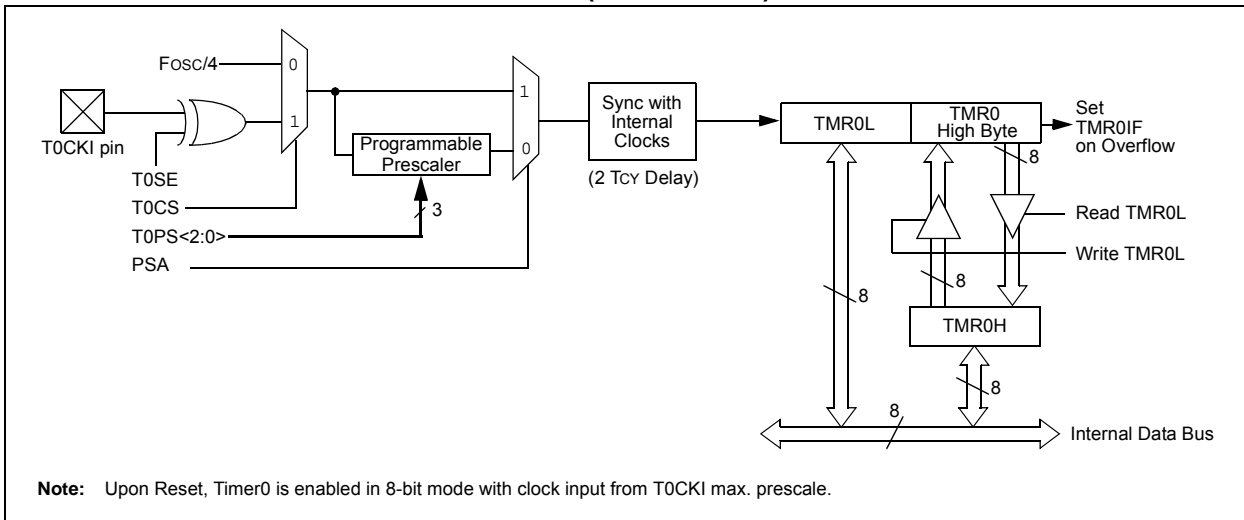 Fosc/4
0
1
T0CKI pin
T0SE
T0CS
T0PS<2:0>
PSA
Programmable
Prescaler
3
1
0
Sync with
Internal
Clocks
(2 TCY Delay)
TMR0L
TMR0
High Byte
Set
TMR0IF
on Overflow
8
Read TMR0L
Write TMR0L
8
8
TMR0H
8
8
Internal Data Bus
Note: Upon Reset, Timer0 is enabled in 8-bit mode with clock input from T0CKI max. prescale.